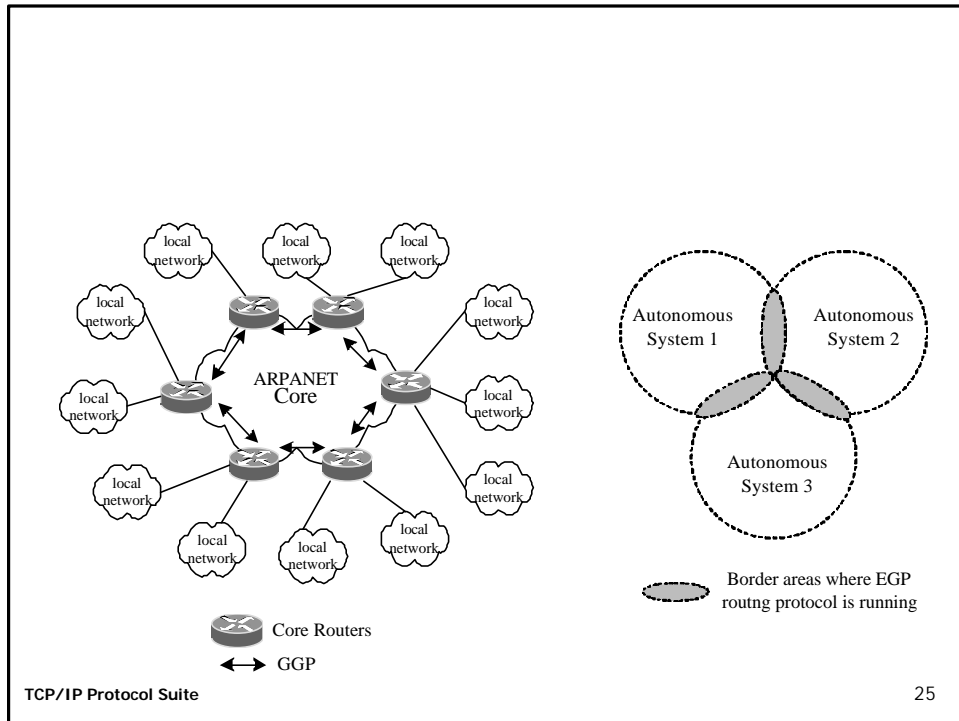 local
network
local
network
local
network
local
network
local
network
local
network
local
network
local
network
local
network
local
network
local
network
local
network
ARPANET
Core
Core Routers
GGP
Autonomous
System 1
Autonomous
System 2
Autonomous
System 3
Border areas where EGP
routng protocol is running
TCP/IP Protocol Suite
25